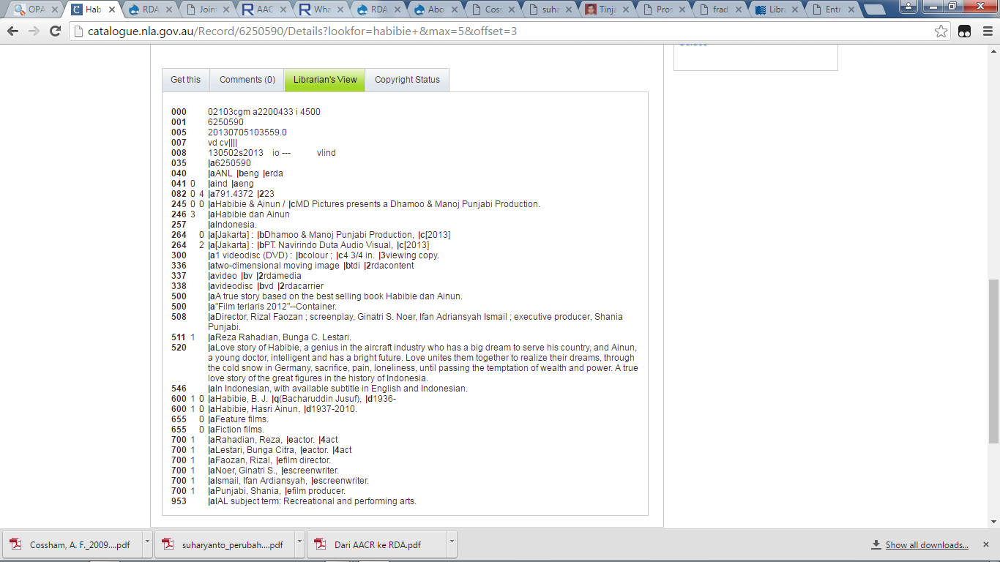 OPA
Hab
RDA
Joint
AAC
Wha
RDA
Abo
Coss
suha
Tinja
Pros
frad
Libra
Entr
catalogue.nla.gov.au/Record/6250590/Details?lookfor=habibie+&max=5&offset=3
Get this Comments (0) Librarian's View Copyright Status
000 02103cgm a2200433 i 4500
001 6250590
005 20130705103559.0
007 vd cv||||
008 130502s2013 io --- vlind
035 |a6250590
040 |aANL |beng |erda
041 0 |aind |aeng
082 0 4 |a791.4372 |223
245 0 0 |aHabibie & Ainun / |cMD Pictures presents a Dhamoo & Manoj Punjabi Production.
246 3 |aHabibie dan Ainun
257 |aIndonesia.
264 0 |a[Jakarta] : |bDhamoo & Manoj Punjabi Production, |c[2013]
264 2 |a[Jakarta] : |bPT. Navirindo Duta Audio Visual, |c[2013]
300 |a1 videodisc (DVD) : |bcolour ; |c4 3/4 in. |3viewing copy.
336 |atwo-dimensional moving image |btdi |2rdacontent
337 |avideo |bv |2rdamedia
338 |avideodisc |bvd |2rdacarrier
500 |aA true story based on the best selling book Habibie dan Ainun.
500 |a"Film terlaris 2012"--Container.
508 |aDirector, Rizal Faozan ; screenplay, Ginatri S. Noer, Ifan Adriansyah Ismail ; executive producer, Shania
Punjabi.
511 1 |aReza Rahadian, Bunga C. Lestari.
520 |aLove story of Habibie, a genius in the aircraft industry who has a big dream to serve his country, and Ainun,
a young doctor, intelligent and has a bright future. Love unites them together to realize their dreams, through
the cold snow in Germany, sacrifice, pain, loneliness, until passing the temptation of wealth and power. A true
love story of the great figures in the history of Indonesia.
546 |aIn Indonesian, with available subtitle in English and Indonesian.
600 1 0 |aHabibie, B. J. |q(Bacharuddin Jusuf), |d1936-
600 1 0 |aHabibie, Hasri Ainun, |d1937-2010.
655 0 |aFeature films.
655 0 |aFiction films.
700 1 |aRahadian, Reza, |eactor. |4act
700 1 |aLestari, Bunga Citra, |eactor. |4act
700 1 |aFaozan, Rizal, |efilm director.
700 1 |aNoer, Ginatri S., |escreenwriter.
700 1 |aIsmail, Ifan Ardiansyah, |escreenwriter.
700 1 |aPunjabi, Shania, |efilm producer.
953 |aIAL subject term: Recreational and performing arts.
Cossham, A. F._2009....pdf
suharyanto_perubah....pdf
Dari AACR ke RDA.pdf
Show all downloads...